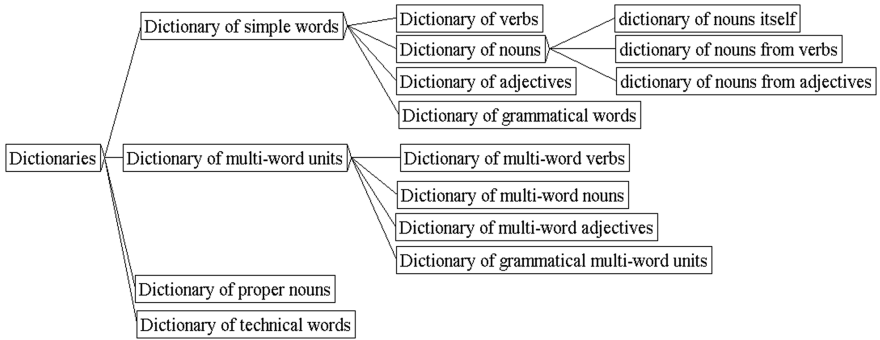 Dictionary of simple words
Dictionary of verbs
Dictionary of nouns
dictionary of nouns itself
dictionary of nouns from verbs
dictionary of nouns from adjectives
Dictionary of adjectives
Dictionary of grammatical words
Dictionaries
Dictionary of multi-word units
Dictionary of multi-word verbs
Dictionary of multi-word nouns
Dictionary of multi-word adjectives
Dictionary of grammatical multi-word units
Dictionary of proper nouns
Dictionary of technical words